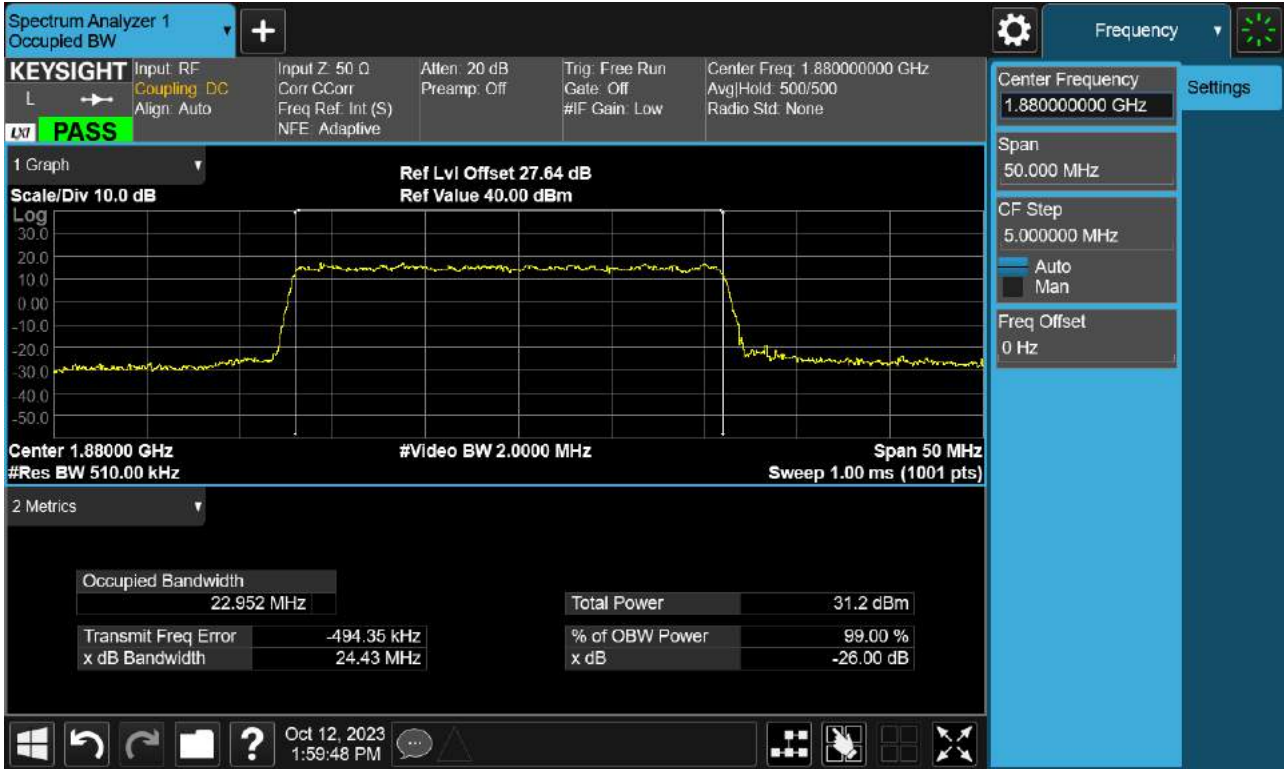 Spectrum Analyzer 1
Occupied BW
Frequency
KEYSIGHT
L
LXI
PASS
Input: RF
Coupling: DC
Align: Auto
Input Z: 50 Ω
Corr CCorr
Freq Ref: Int (S)
NFE: Adaptive
Atten: 20 dB
Preamp: Off
Trig: Free Run
Gate: Off
#IF Gain: Low
Center Freq: 1.880000000 GHz
Avg|Hold: 500/500
Radio Std: None
Center Frequency
1.880000000 GHz
Settings
Span
50.000 MHz
CF Step
5.000000 MHz
Auto
Man
Freq Offset
0 Hz
1 Graph
Scale/Div 10.0 dB
Ref Lvl Offset 27.64 dB
Ref Value 40.00 dBm
Log
30.0
20.0
10.0
0.00
-10.0
-20.0
-30.0
-40.0
-50.0
Center 1.88000 GHz
#Video BW 2.0000 MHz
Span 50 MHz
#Res BW 510.00 kHz
Sweep 1.00 ms (1001 pts)
2 Metrics
Occupied Bandwidth
22.952 MHz
Total Power 31.2 dBm
Transmit Freq Error -494.35 kHz
% of OBW Power 99.00 %
x dB Bandwidth 24.43 MHz
x dB -26.00 dB
?
Oct 12, 2023
1:59:48 PM